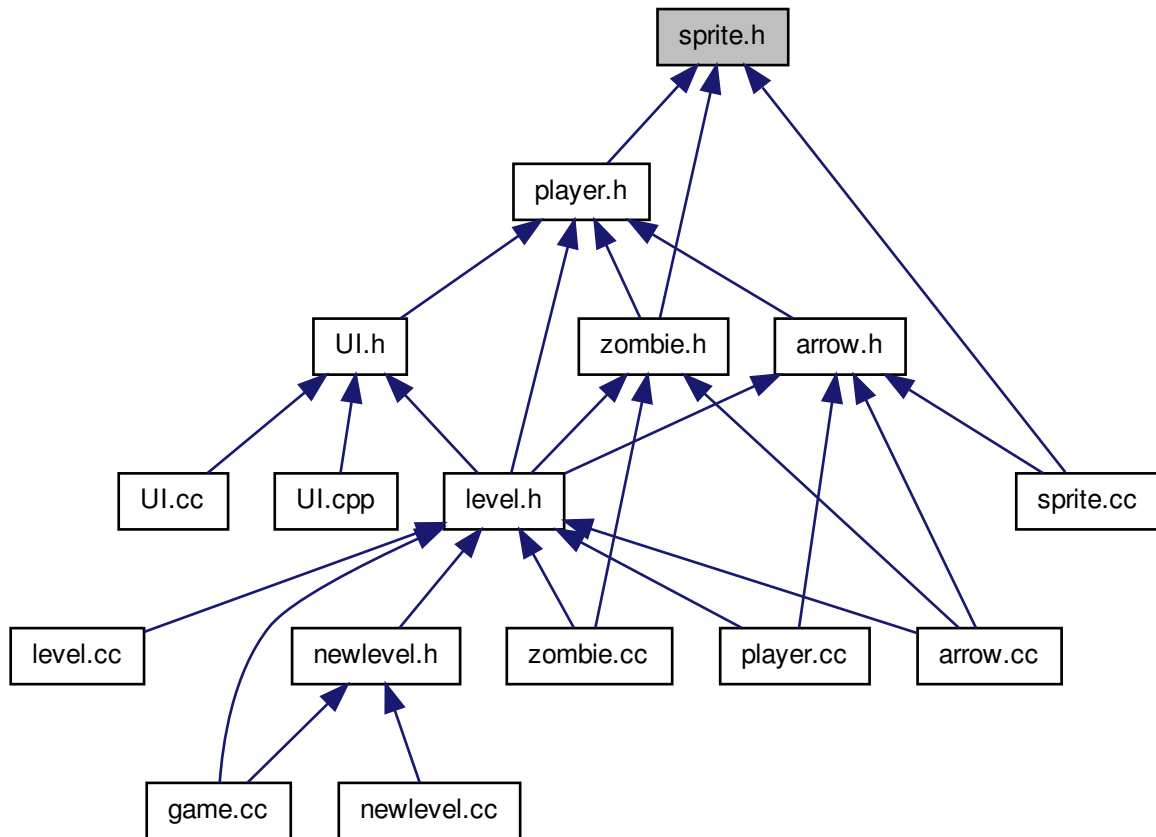 sprite.h
player.h
UI.h
zombie.h
arrow.h
UI.cc
UI.cpp
level.h
sprite.cc
level.cc
newlevel.h
zombie.cc
player.cc
arrow.cc
game.cc
newlevel.cc